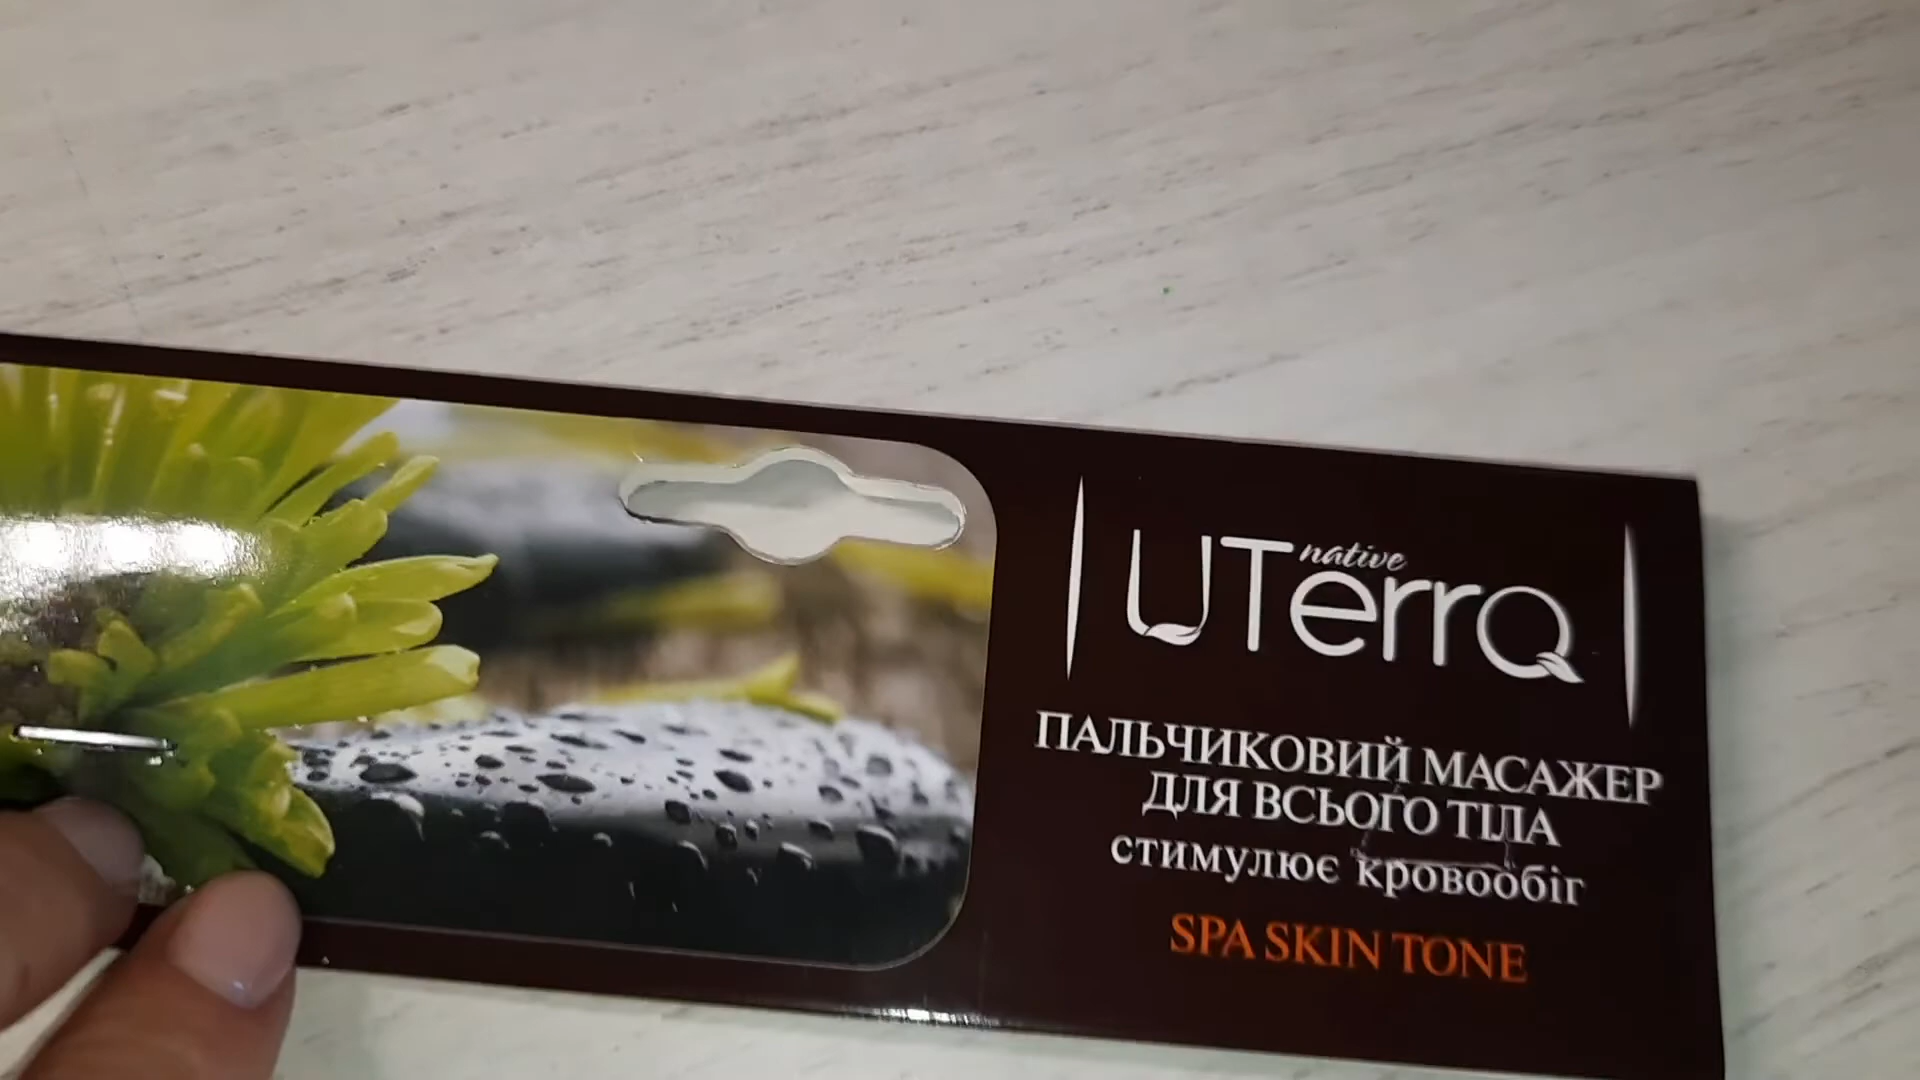 native
UTerra
ПАЛЬЧИКОВИЙ МАСАЖЕР
ДЛЯ ВСЬОГО ТІЛА
стимулює кровообіг
SPA SKIN TONE